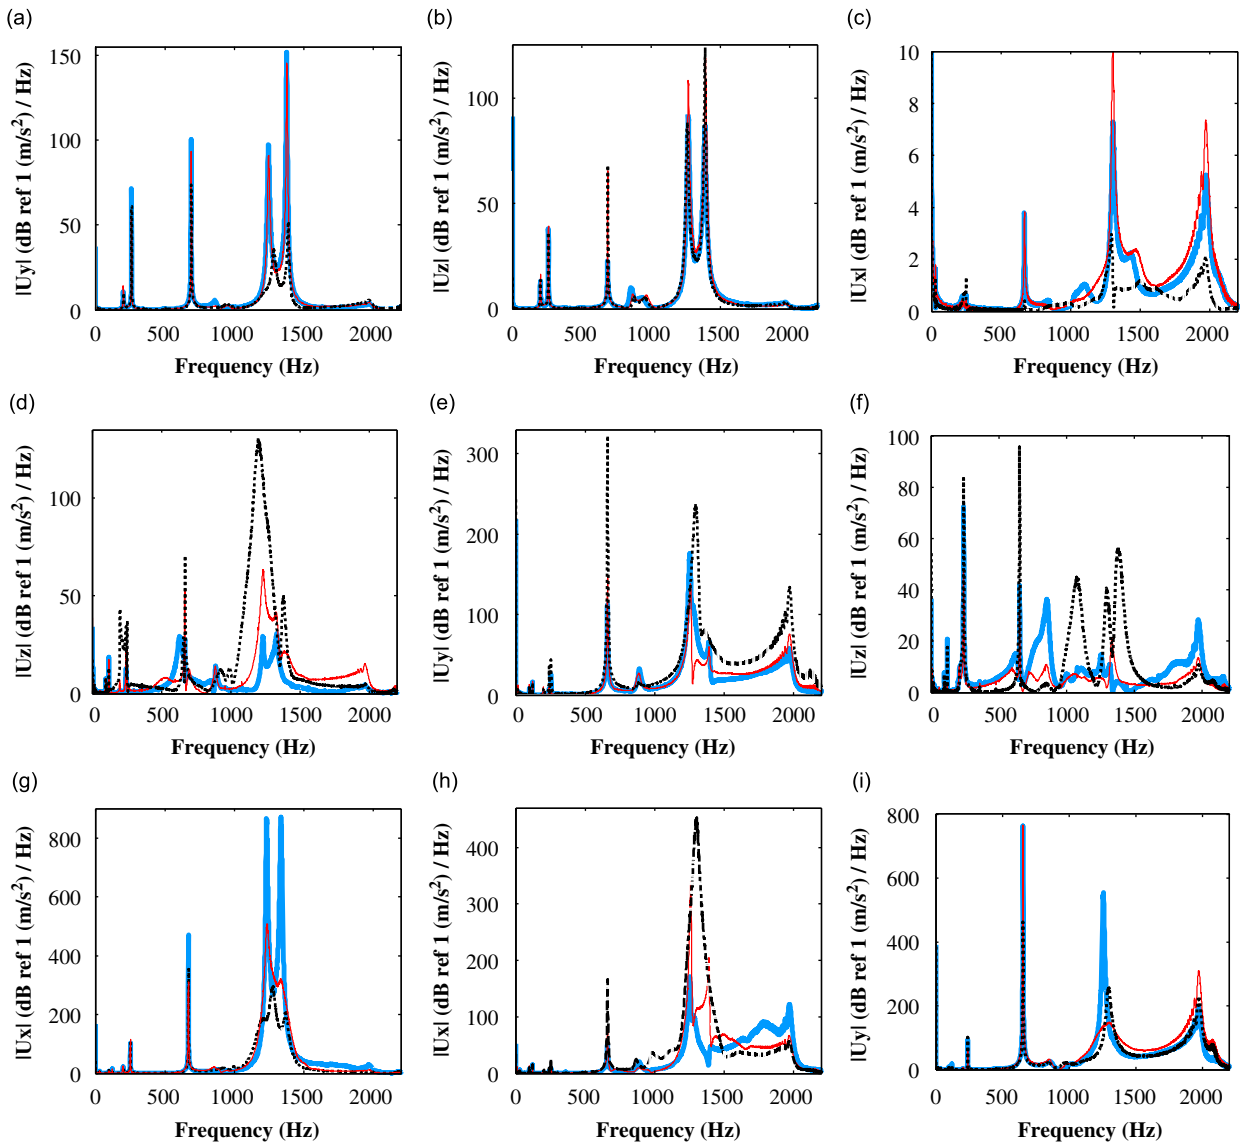 (a)
|Uy| (dB ref 1 (m/s²) / Hz)
150
100
50
0
0 500 1000 1500 2000
Frequency (Hz)
(b)
|Uz| (dB ref 1 (m/s²) / Hz)
100
50
0
0 500 1000 1500 2000
Frequency (Hz)
(c)
|Ux| (dB ref 1 (m/s²) / Hz)
10
8
6
4
2
0
0 500 1000 1500 2000
Frequency (Hz)
(d)
|Uz| (dB ref 1 (m/s²) / Hz)
100
50
0
0 500 1000 1500 2000
Frequency (Hz)
(e)
|Uy| (dB ref 1 (m/s²) / Hz)
300
200
100
0
0 500 1000 1500 2000
Frequency (Hz)
(f)
|Uz| (dB ref 1 (m/s²) / Hz)
100
80
60
40
20
0
0 500 1000 1500 2000
Frequency (Hz)
(g)
|Ux| (dB ref 1 (m/s²) / Hz)
800
600
400
200
0
0 500 1000 1500 2000
Frequency (Hz)
(h)
|Ux| (dB ref 1 (m/s²) / Hz)
400
300
200
100
0
0 500 1000 1500 2000
Frequency (Hz)
(i)
|Uy| (dB ref 1 (m/s²) / Hz)
800
600
400
200
0
0 500 1000 1500 2000
Frequency (Hz)